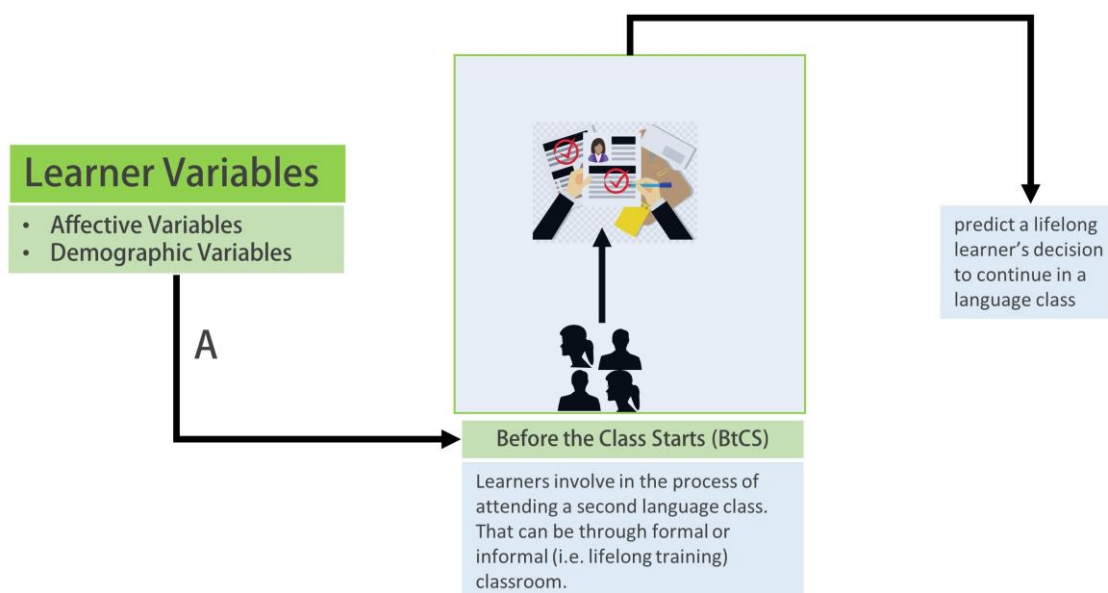 Learner Variables
• Affective Variables
• Demographic Variables
A
Before the Class Starts (BtCS)
Learners involve in the process of
attending a second language class.
That can be through formal or
informal (i.e. lifelong training)
classroom.
predict a lifelong
learner's decision
to continue in a
language class